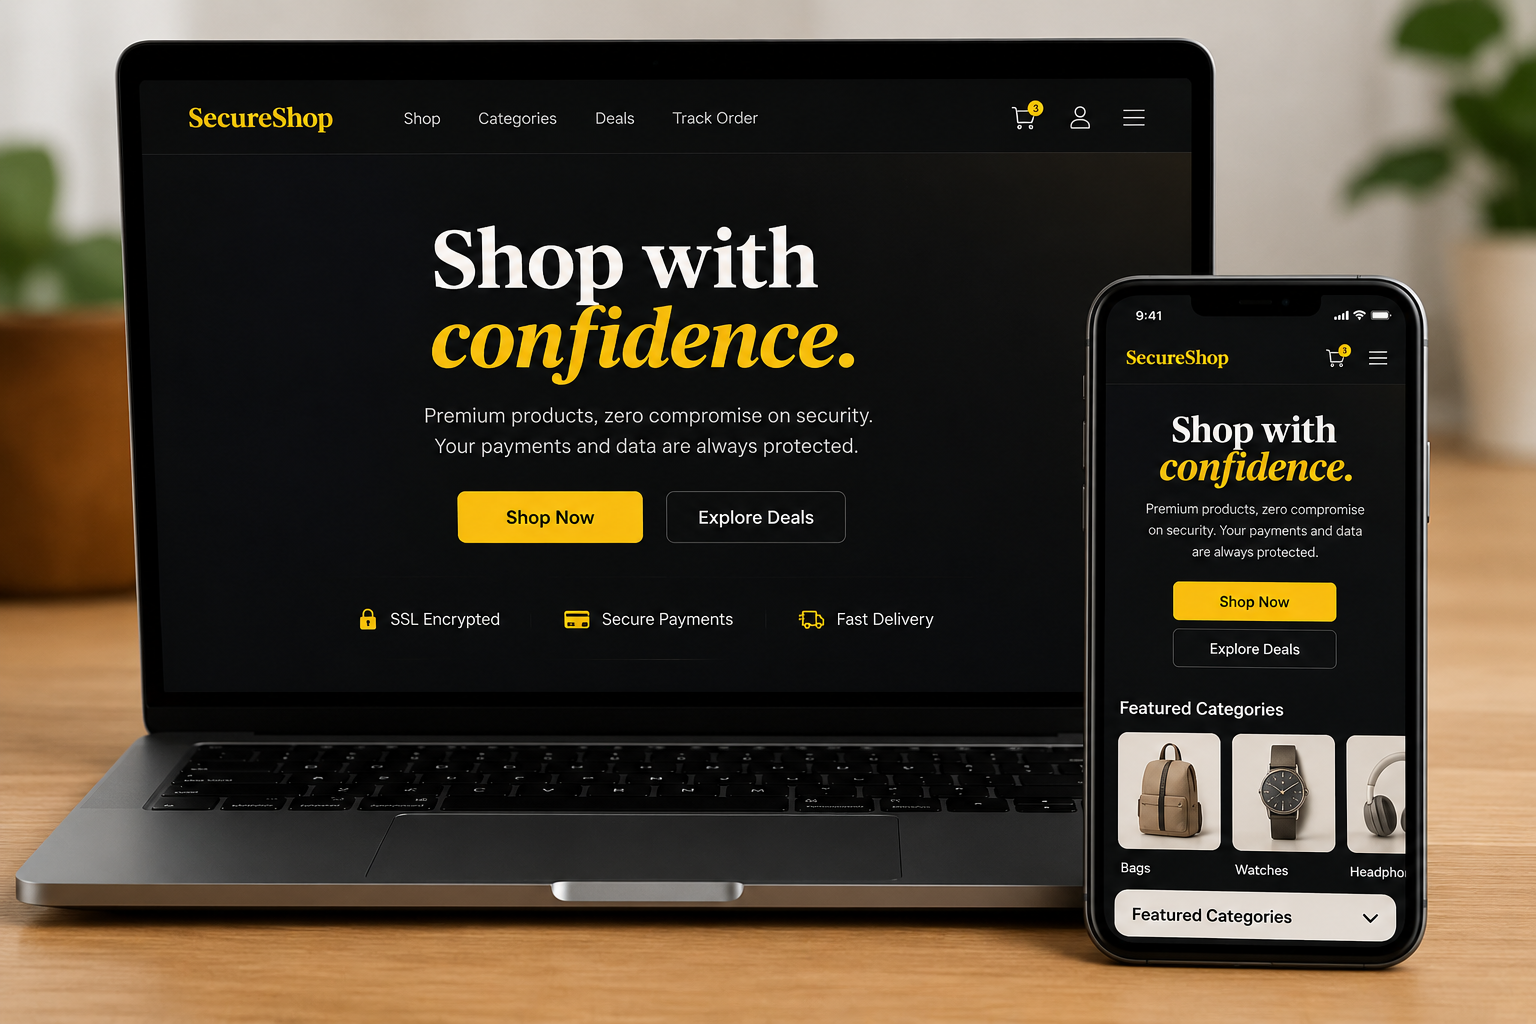 SecureShop
Shop Categories Deals Track Order
3
Shop with
confidence.
Premium products, zero compromise on security.
Your payments and data are always protected.
Shop Now Explore Deals
SSL Encrypted Secure Payments Fast Delivery
9:41
SecureShop
3
Shop with
confidence.
Premium products, zero compromise
on security. Your payments and data
are always protected.
Shop Now
Explore Deals
Featured Categories
Bags Watches Headpho
Featured Categories